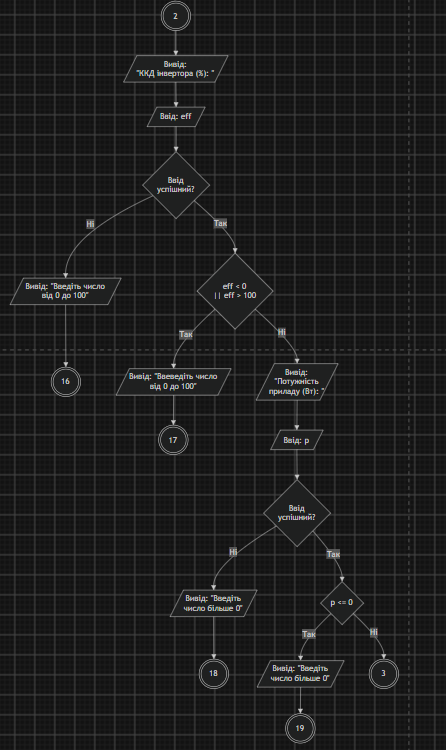 2
Вивід:
"ККД інвертора (%): "
Ввід: eff
Ввід
успішний?
Ні
Так
Вивід: "Введіть число
від 0 до 100"
eff < 0
|| eff > 100
16
Так
Ні
Вивід: "Ввеведіть число
від 0 до 100"
Вивід:
"Потужність
приладу (Вт): "
17
Ввід: p
Ввід
успішний?
Ні
Так
Вивід: "Введіть
число більше 0"
p <= 0
Так
Ні
18
Вивід: "Введіть
число більше 0"
3
19